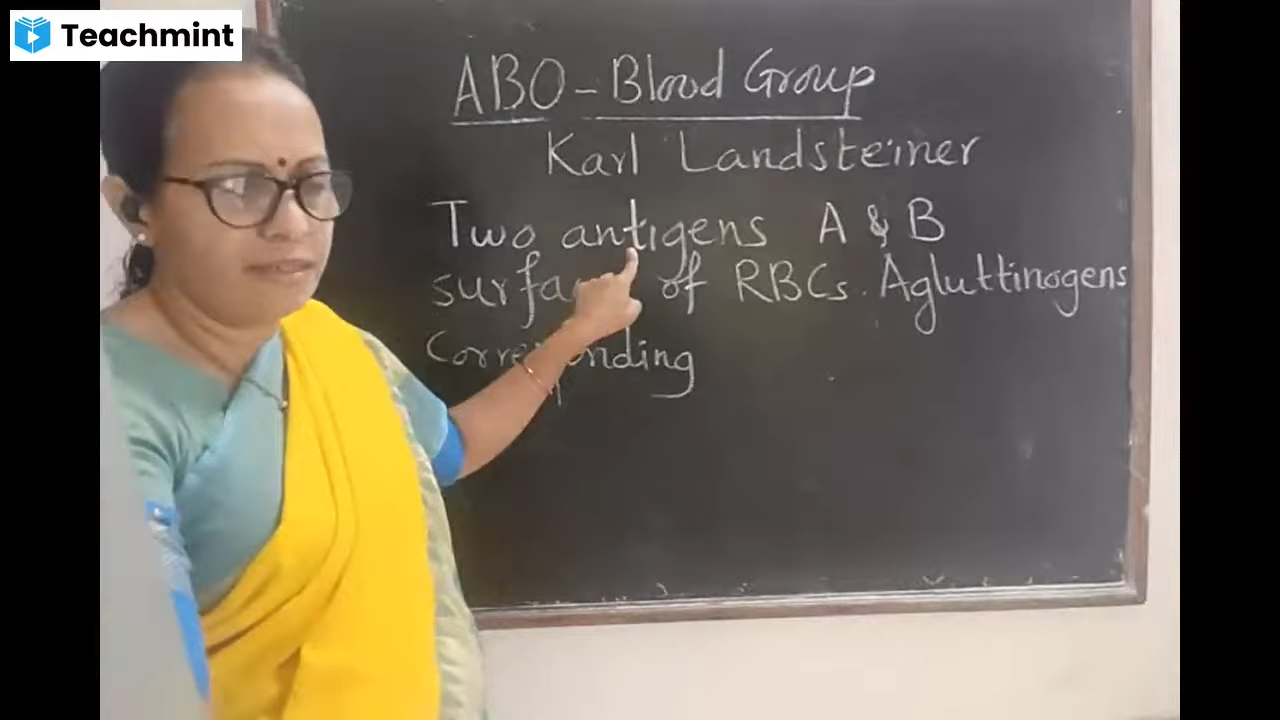 Teachmint
ABO - Blood Group
Karl Landsteiner
Two antigens A & B
of RBCs. Agluttinogens